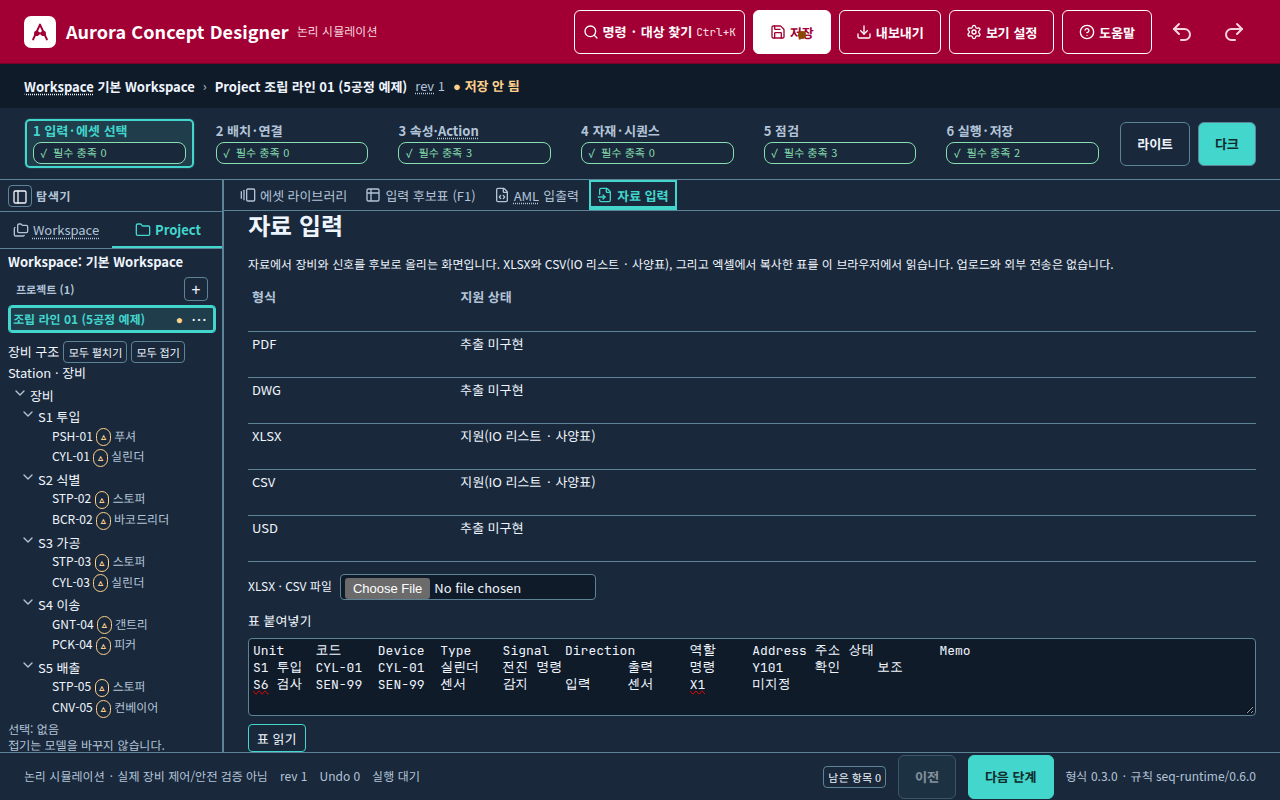 Aurora Concept Designer 논리 시뮬레이션 명령 · 대상 찾기 Ctrl+K 저장 내보내기 보기 설정 도움말
Workspace 기본 Workspace › Project 조립 라인 01 (5공정 예제) rev 1 ● 저장 안 됨
1 입력·에셋 선택 2 배치·연결 3 속성·Action 4 자재·시퀀스 5 점검 6 실행·저장 라이트 다크
✓ 필수 충족 0 ✓ 필수 충족 0 ✓ 필수 충족 3 ✓ 필수 충족 0 ✓ 필수 충족 3 ✓ 필수 충족 2
탐색기
에셋 라이브러리 입력 후보표 (F1) AML 입출력 자료 입력
Workspace Project
Workspace: 기본 Workspace
프로젝트 (1) +
조립 라인 01 (5공정 예제) ● ⋯
장비 구조 모두 펼치기 모두 접기
Station · 장비
장비
S1 투입
PSH-01 푸셔
CYL-01 실린더
S2 식별
STP-02 스토퍼
BCR-02 바코드리더
S3 가공
STP-03 스토퍼
CYL-03 실린더
S4 이송
GNT-04 갠트리
PCK-04 피커
S5 배출
STP-05 스토퍼
CNV-05 컨베이어
선택: 없음
접기는 모델을 바꾸지 않습니다.
자료 입력
자료에서 장비와 신호를 후보로 올리는 화면입니다. XLSX와 CSV(IO 리스트 · 사양표), 그리고 엑셀에서 복사한 표를 이 브라우저에서 읽습니다. 업로드와 외부 전송은 없습니다.
형식 지원 상태
PDF 추출 미구현
DWG 추출 미구현
XLSX 지원(IO 리스트 · 사양표)
CSV 지원(IO 리스트 · 사양표)
USD 추출 미구현
XLSX · CSV 파일 Choose File No file chosen
표 붙여넣기
Unit 코드 Device Type Signal Direction 역할 Address 주소 상태 Memo
S1 투입 CYL-01 CYL-01 실린더 전진 명령 출력 명령 Y101 확인 보조
S6 검사 SEN-99 SEN-99 센서 감지 입력 센서 X1 미지정
표 읽기
논리 시뮬레이션 · 실제 장비 제어/안전 검증 아님 rev 1 Undo 0 실행 대기 남은 항목 0 이전 다음 단계 형식 0.3.0 · 규칙 seq-runtime/0.6.0